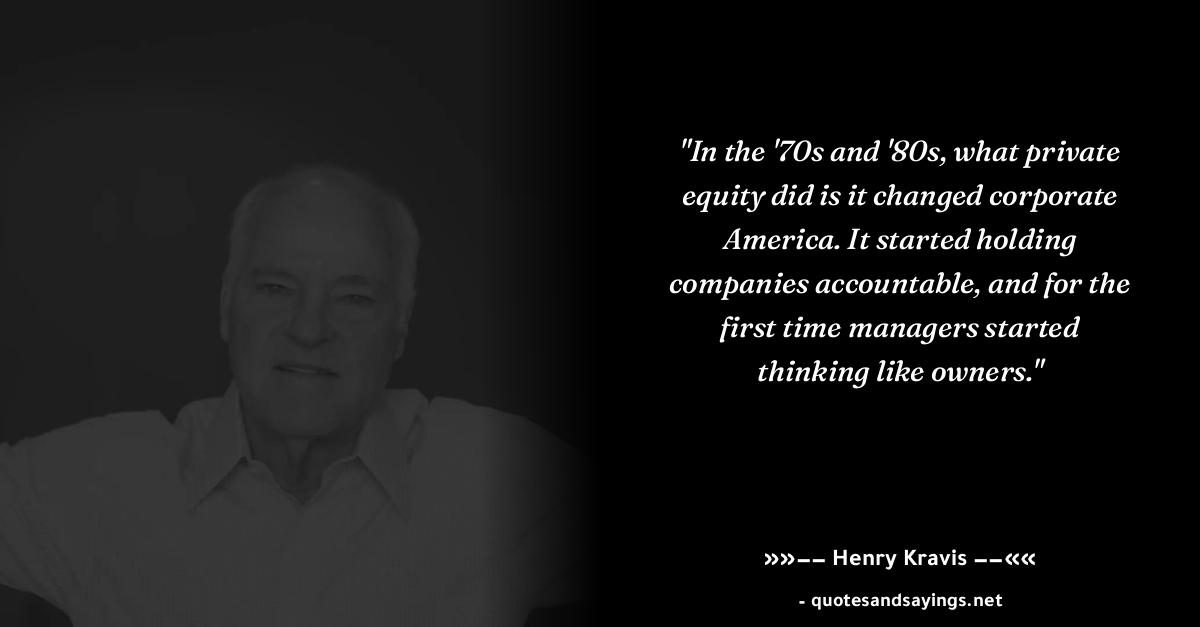 "In the '70s and '80s, what private
equity did is it changed corporate
America. It started holding
companies accountable, and for the
first time managers started
thinking like owners."
»»−− Henry Kravis −−««
- quotesandsayings.net